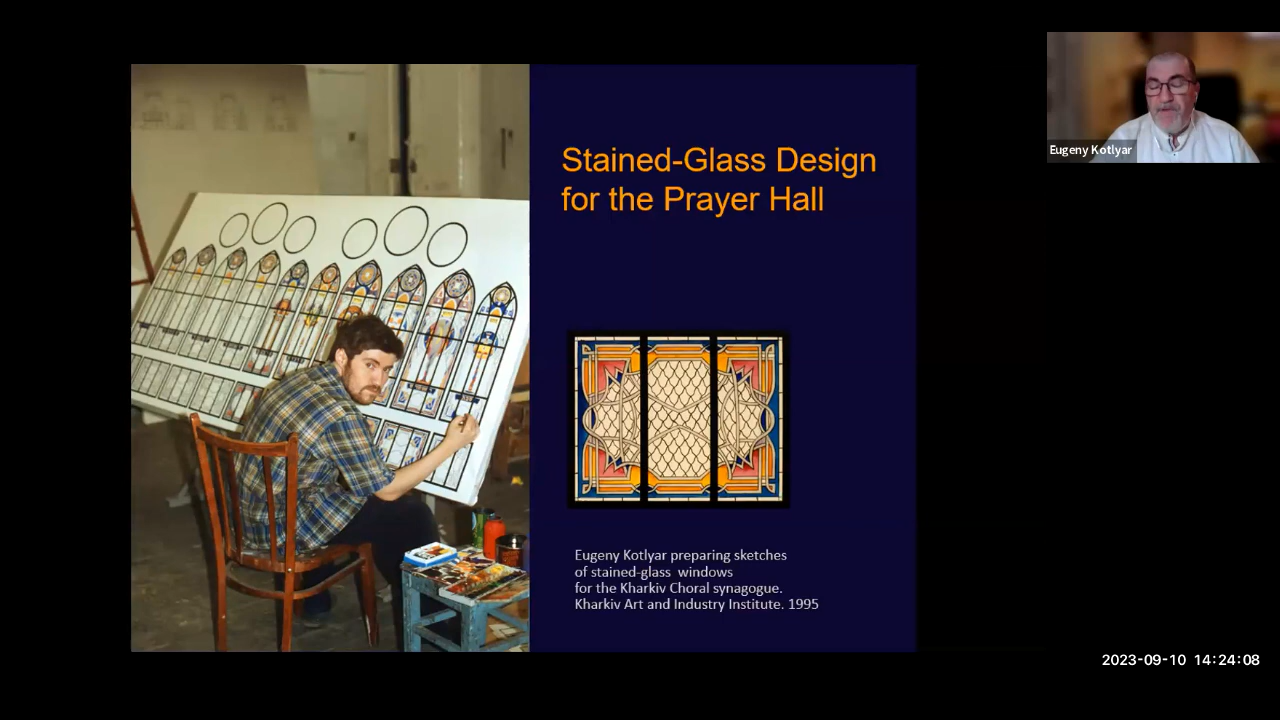 Stained-Glass Design
for the Prayer Hall
Eugeny Kotlyar
Eugeny Kotlyar preparing sketches
of stained-glass windows
for the Kharkiv Choral synagogue.
Kharkiv Art and Industry Institute. 1995
2023-09-10 14:24:08